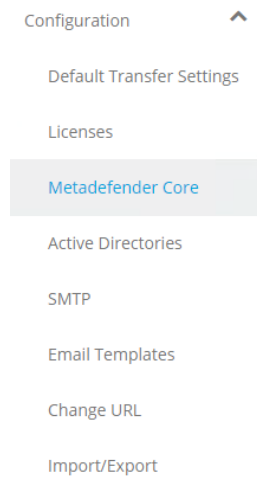 Configuration
Default Transfer Settings
Licenses
Metadefender Core
Active Directories
SMTP
Email Templates
Change URL
Import/Export